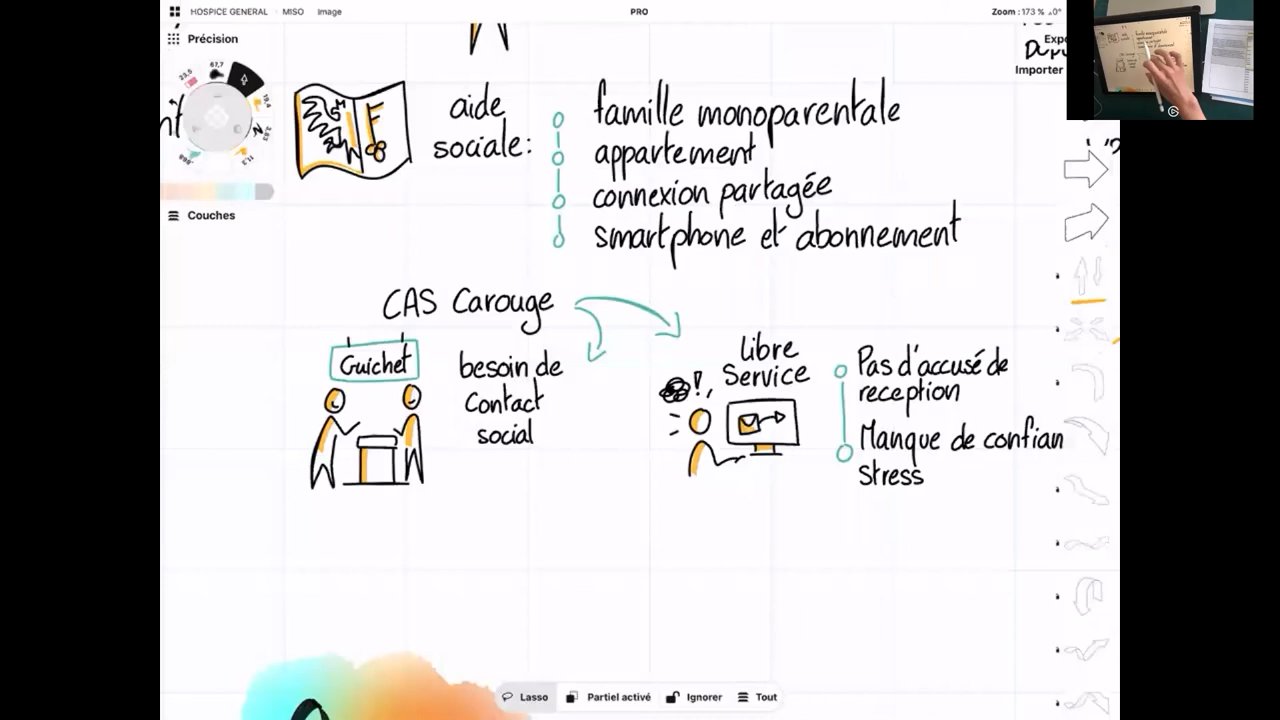 HOSPICE GENERAL MISO Image
PRO
Zoom : 173 %
Précision
Couches
Importer
aide
sociale:
famille monoparentale
appartement
connexion partagée
smartphone et abonnement
CAS Carouge
Guichet
besoin de
contact
social
libre
Service
Pas d'accusé de
reception
Manque de confian
Stress
Lasso
Partiel activé
Ignorer
Tout